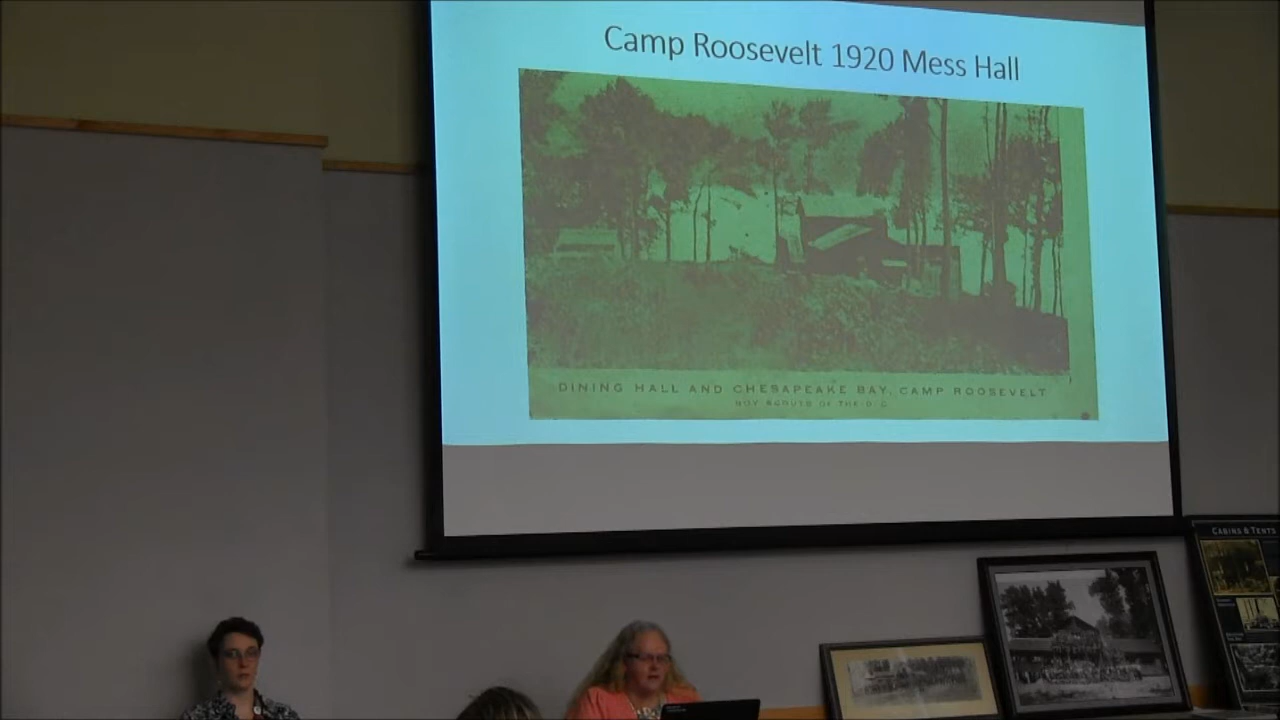 Camp Roosevelt 1920 Mess Hall
DINING HALL AND CHESAPEAKE BAY, CAMP ROOSEVELT
BOY SCOUTS OF THE D.C.
CABINS & TENTS